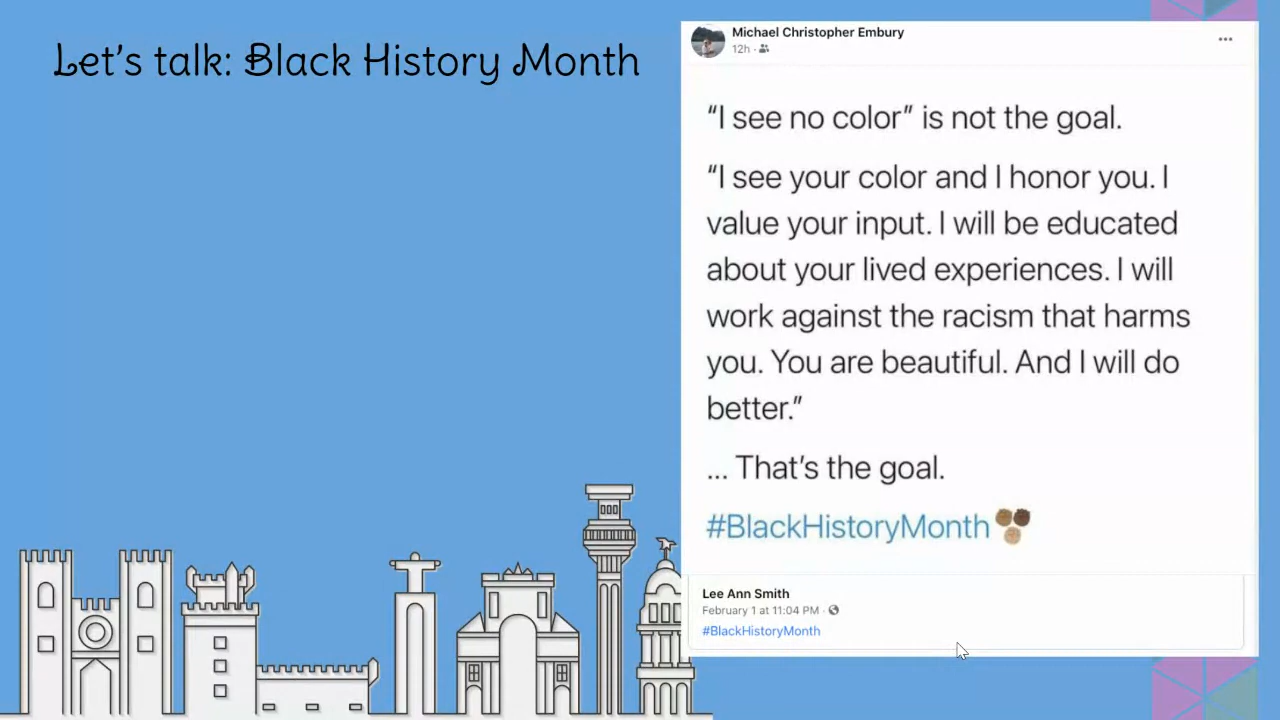 Let's talk: Black History Month
Michael Christopher Embury
12h ·
“I see no color” is not the goal.
“I see your color and I honor you. I
value your input. I will be educated
about your lived experiences. I will
work against the racism that harms
you. You are beautiful. And I will do
better.”
... That's the goal.
#BlackHistoryMonth
Lee Ann Smith
February 1 at 11:04 PM ·
#BlackHistoryMonth